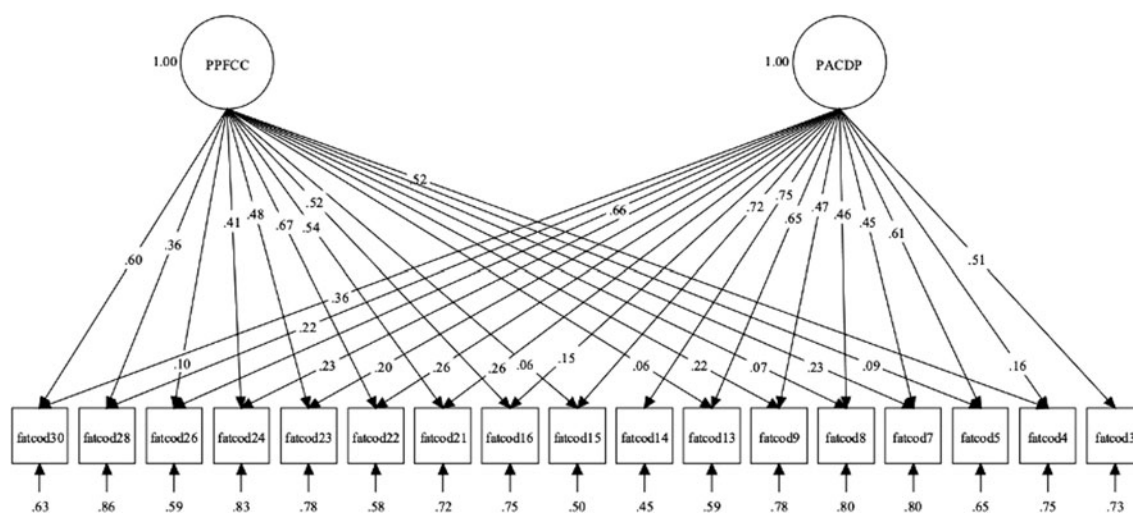 1.00 PPFCC 1.00 PACDP
.52
.52 .66 .72 .75
.41 .48 .67 .54 .65 .47 .46 .45 .61
.60 .36 .51
.36
.22
.10 .23 .20 .26 .26 .06 .15 .06 .22 .07 .23 .09 .16
fatcod30 fatcod28 fatcod26 fatcod24 fatcod23 fatcod22 fatcod21 fatcod16 fatcod15 fatcod14 fatcod13 fatcod9 fatcod8 fatcod7 fatcod5 fatcod4 fatcod3
.63 .86 .59 .83 .78 .58 .72 .75 .50 .45 .59 .78 .80 .80 .65 .75 .73